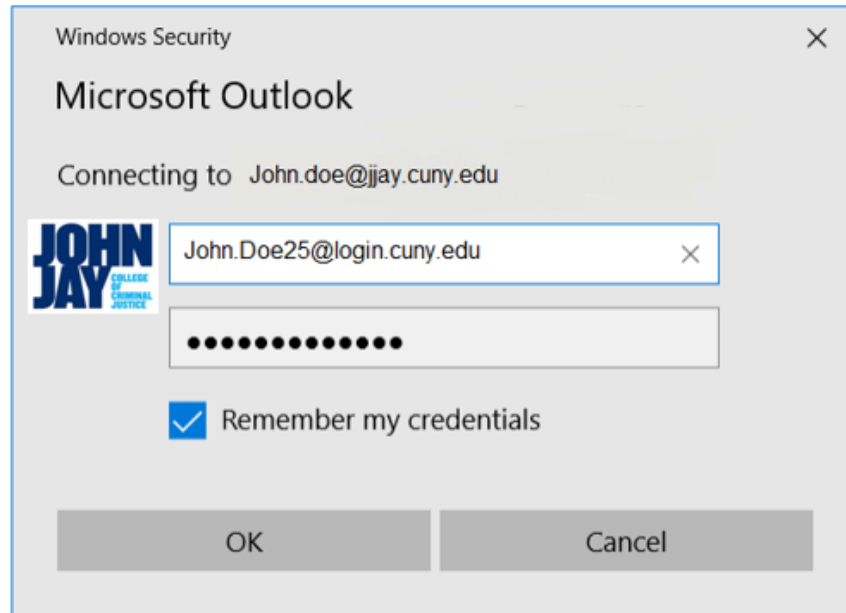 Windows Security
Microsoft Outlook
Connecting to John.doe@jjay.cuny.edu
JOHN
JAY
COLLEGE
OF
CRIMINAL
JUSTICE
John.Doe25@login.cuny.edu
●●●●●●●●●●●●●
Remember my credentials
OK
Cancel